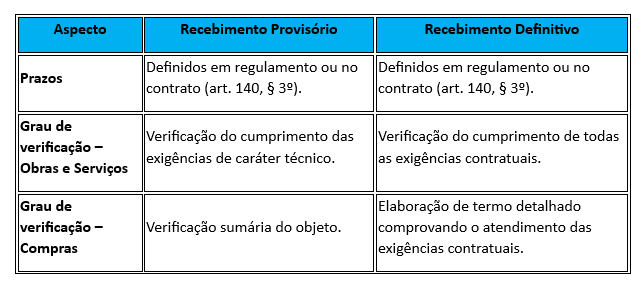 Aspecto
Recebimento Provisório
Recebimento Definitivo
Prazos
Definidos em regulamento ou no
contrato (art. 140, § 3º).
Definidos em regulamento ou no
contrato (art. 140, § 3º).
Grau de
verificação –
Obras e Serviços
Verificação do cumprimento das
exigências de caráter técnico.
Verificação do cumprimento de todas
as exigências contratuais.
Grau de
verificação –
Compras
Verificação sumária do objeto.
Elaboração de termo detalhado
comprovando o atendimento das
exigências contratuais.